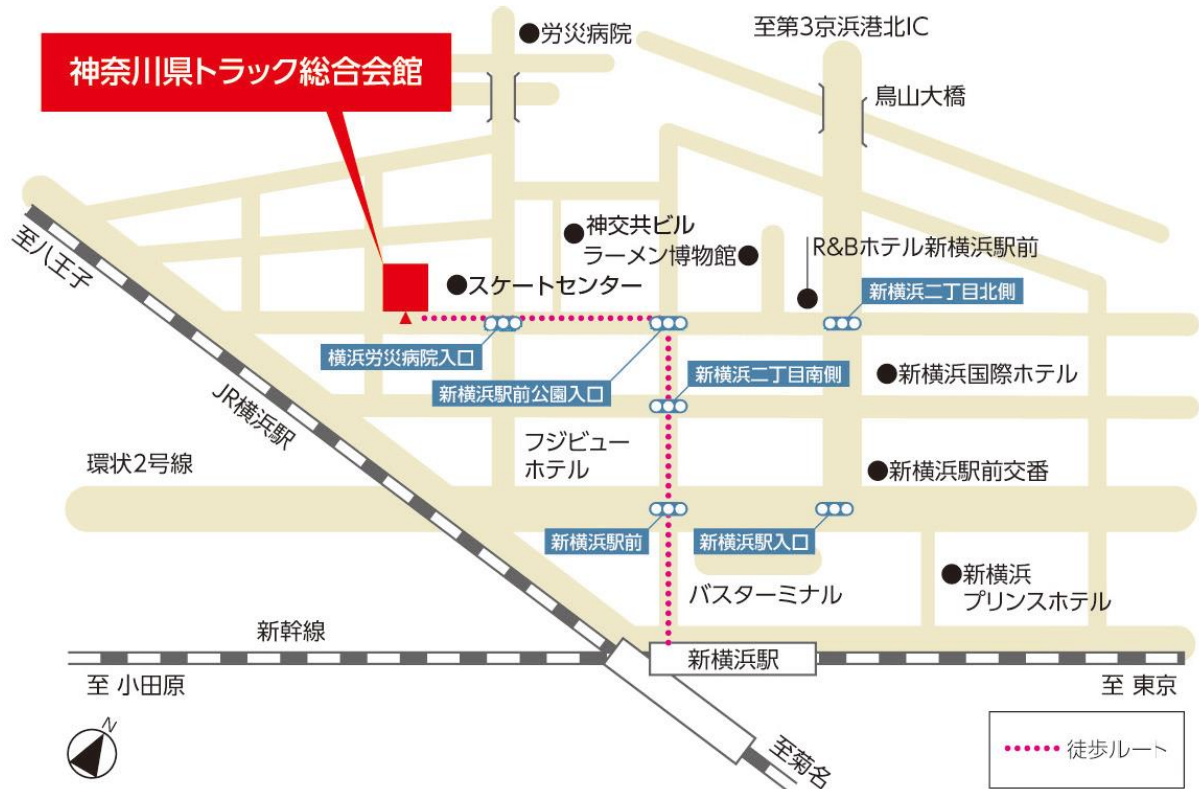 労災病院
至第3京浜港北IC
神奈川県トラック総合会館
鳥山大橋
神交共ビル
ラーメン博物館
R&Bホテル新横浜駅前
至八王子
スケートセンター
新横浜二丁目北側
横浜労災病院入口
新横浜駅前公園入口
新横浜二丁目南側
新横浜国際ホテル
JR横浜駅
フジビュー
ホテル
環状2号線
新横浜駅前交番
新横浜駅前
新横浜駅入口
バスターミナル
新横浜
プリンスホテル
新幹線
新横浜駅
至 小田原
至 東京
N
至菊名
徒歩ルート